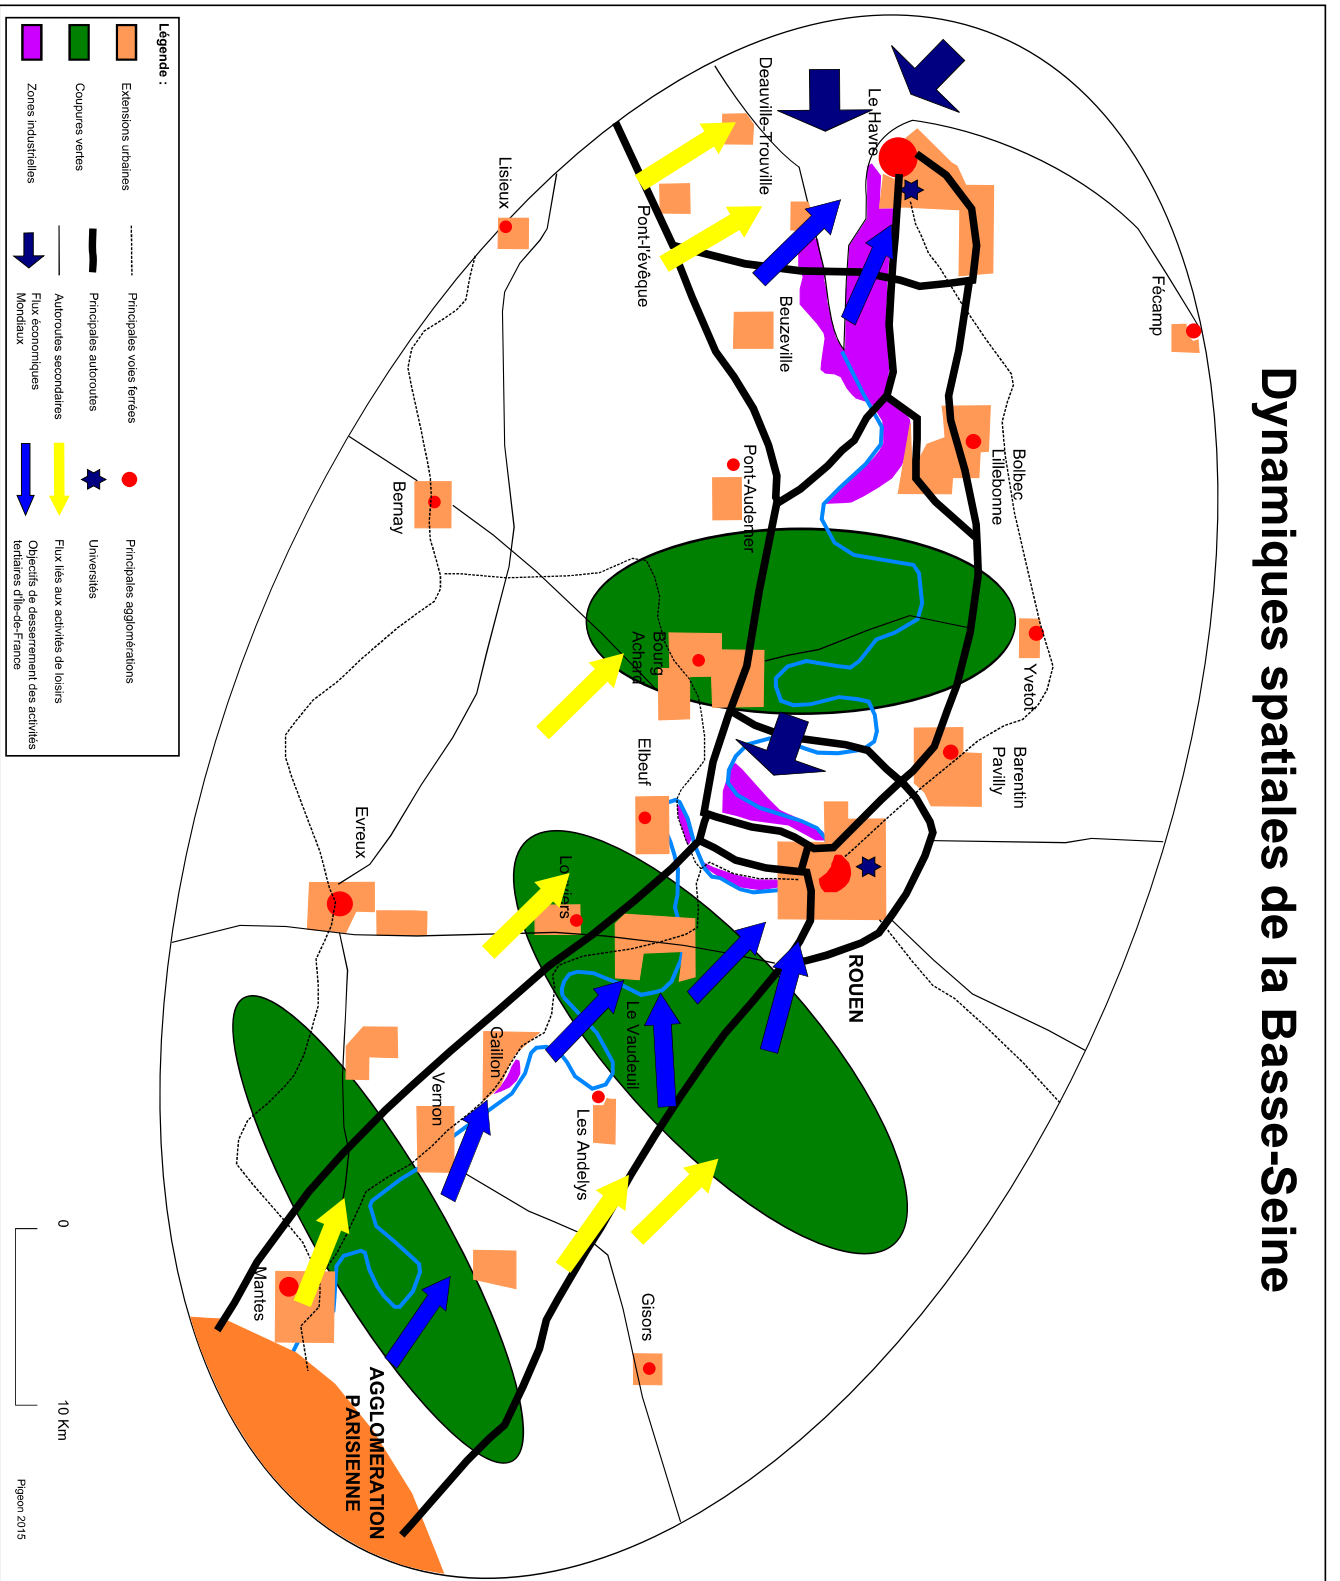 Dynamiques spatiales de la Basse-Seine
Fécamp
Le Havre
Deauville-Trouville
Pont-l'évêque
Lisieux
Beuzeville
Bolbec
Lillebonne
Pont-Audemer
Bernay
Yvetot
Bourg
Achard
Barentin
Pavilly
Elbeuf
Evreux
ROUEN
Louviers
Le Vaudeuil
Gaillon
Vernon
Les Andelys
Gisors
Mantes
AGGLOMERATION
PARISIENNE
Légende :
Extensions urbaines
Coupures vertes
Zones industrielles
Principales voies ferrées
Principales autoroutes
Autoroutes secondaires
Flux économiques
Mondiaux
Principales agglomérations
Universités
Flux liés aux activités de loisirs
Objectifs de desserrement des activités
tertiaires d'Île-de-France
0
10 Km
Pigeon 2015